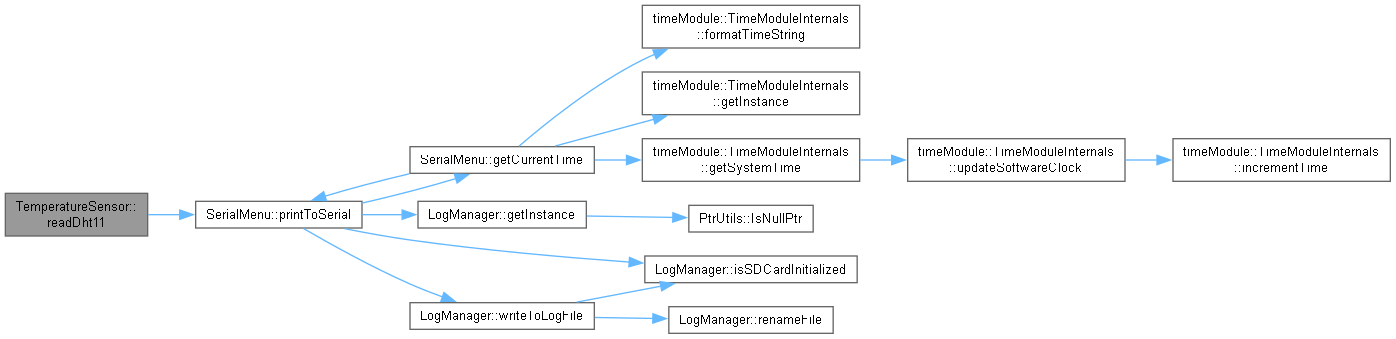 timeModule::TimeModuleInternals
::formatTimeString
timeModule::TimeModuleInternals
::getInstance
SerialMenu::getCurrentTime
timeModule::TimeModuleInternals
::getSystemTime
timeModule::TimeModuleInternals
::updateSoftwareClock
timeModule::TimeModuleInternals
::incrementTime
TemperatureSensor::
readDht11
SerialMenu::printToSerial
LogManager::getInstance
PtrUtils::IsNullPtr
LogManager::isSDCardInitialized
LogManager::writeToLogFile
LogManager::renameFile